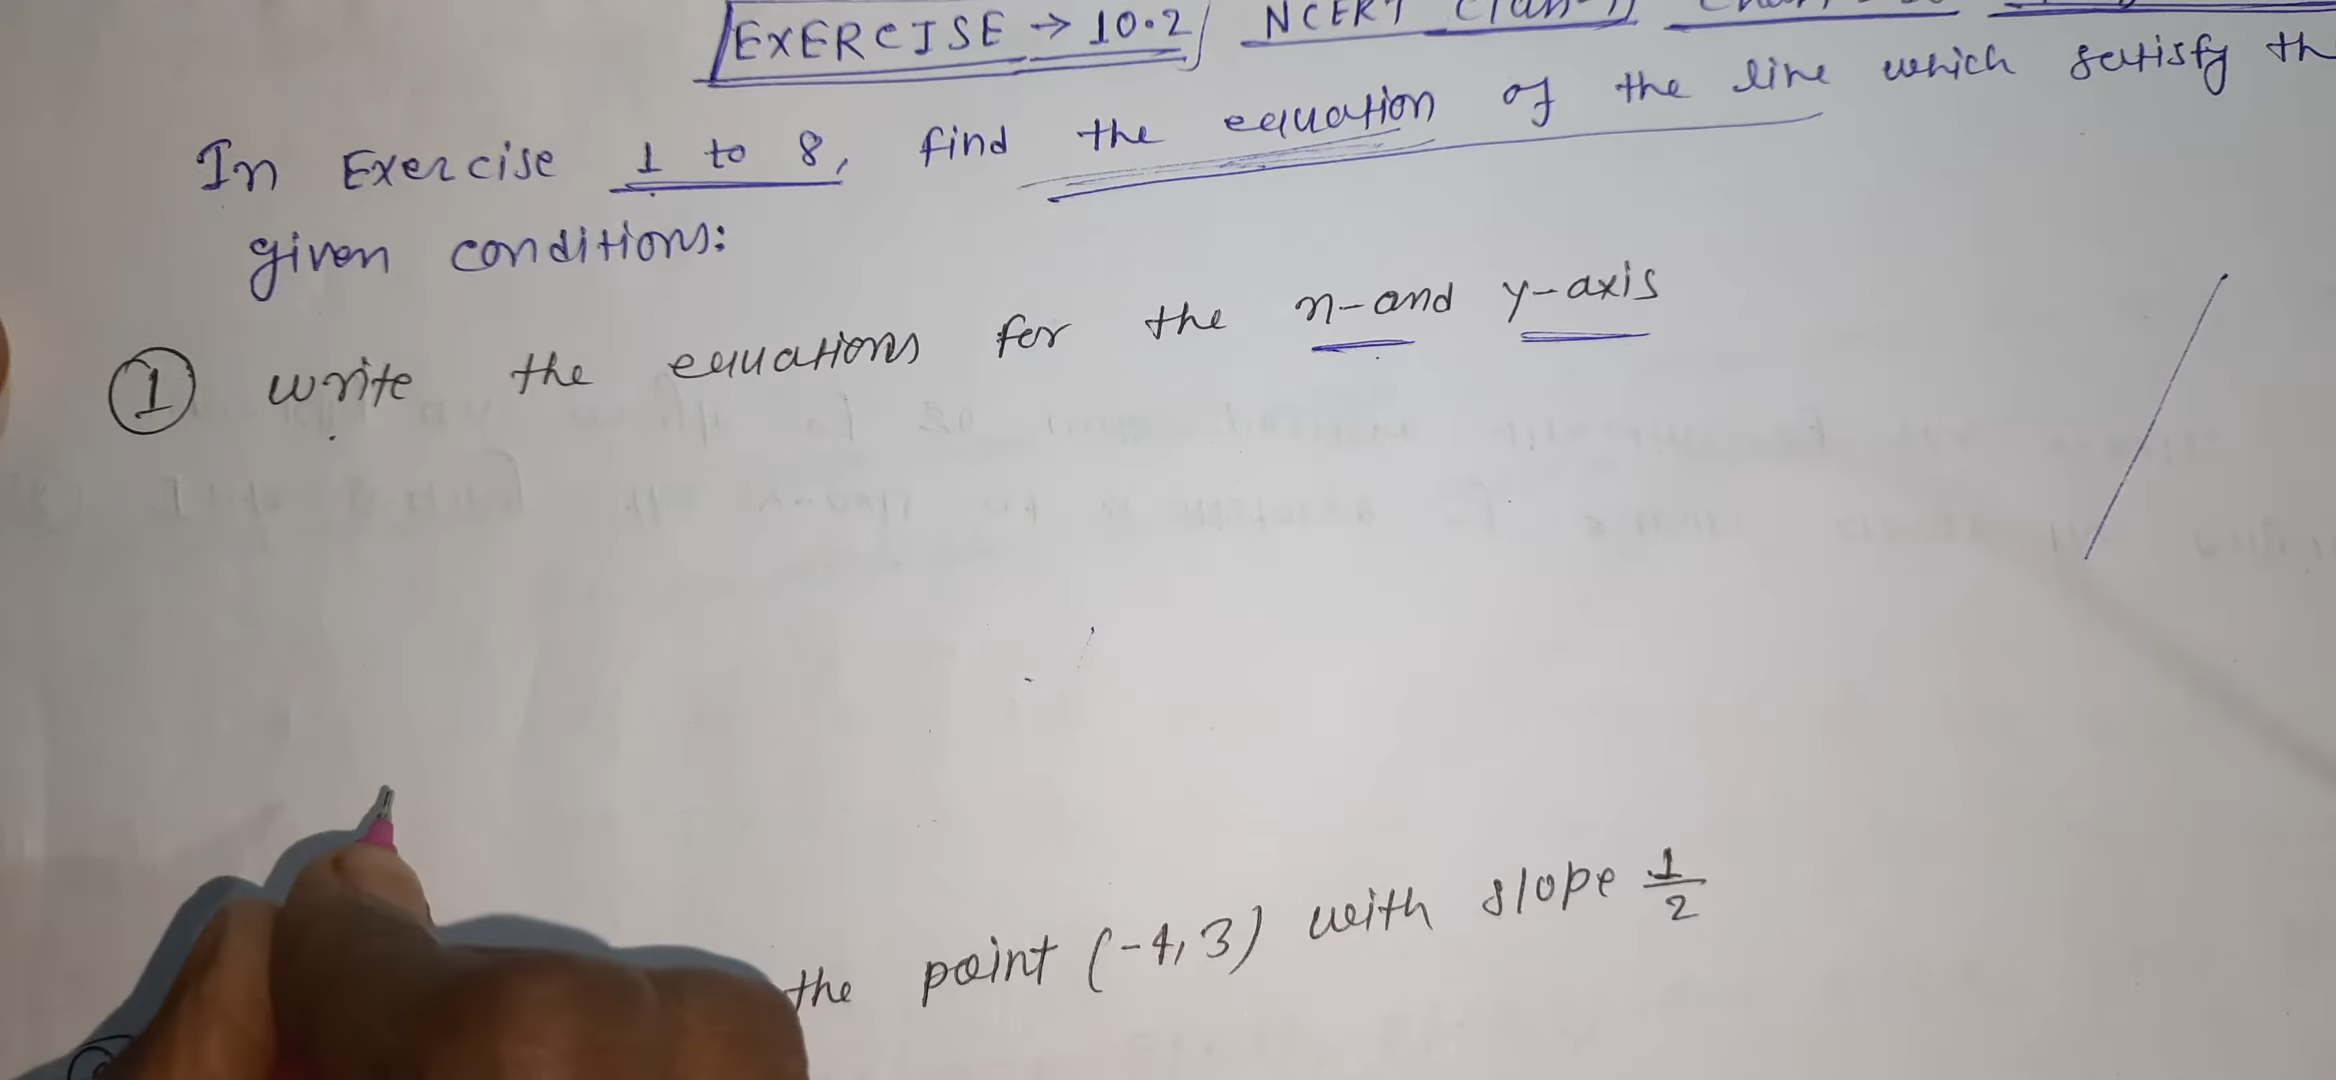 EXERCISE → 10.2 NCERT
In Exercise 1 to 8, find the equation of the line which satisfy
given conditions:
1 write the equations for the x-and y-axis
the point (-4,3) with slope 1/2